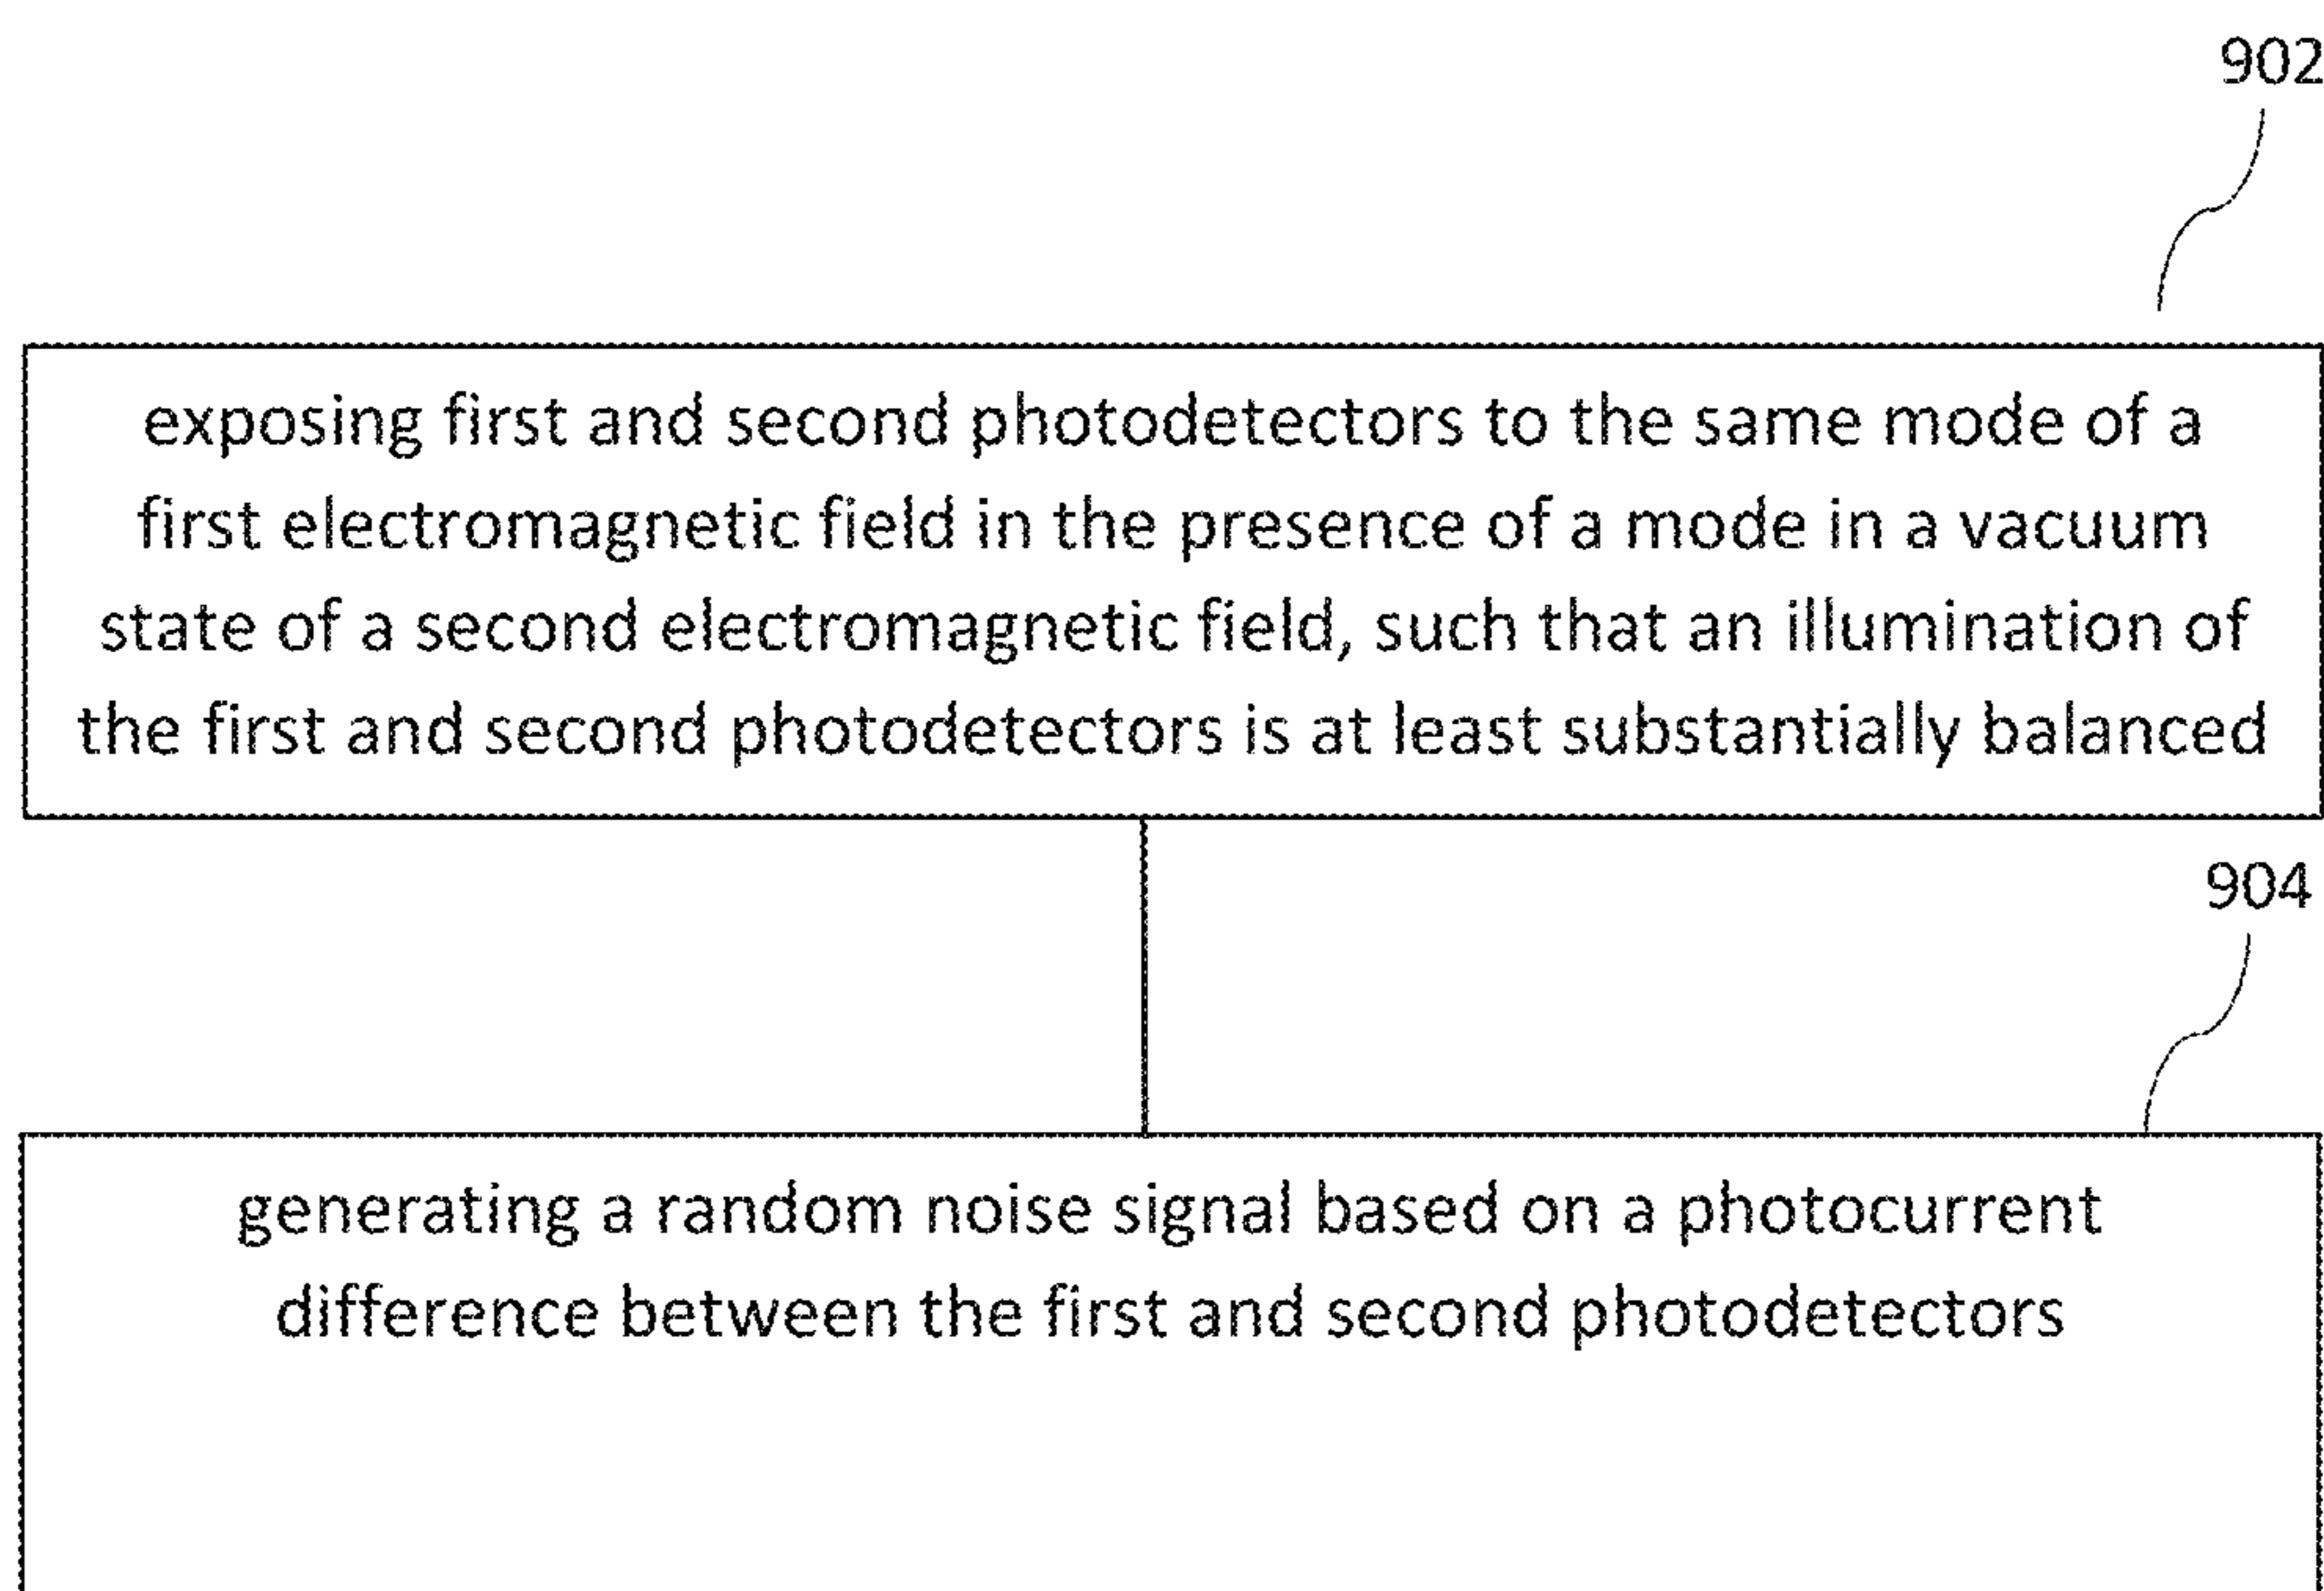 902
exposing first and second photodetectors to the same mode of a
first electromagnetic field in the presence of a mode in a vacuum
state of a second electromagnetic field, such that an illumination of
the first and second photodetectors is at least substantially balanced
904
generating a random noise signal based on a photocurrent
difference between the first and second photodetectors